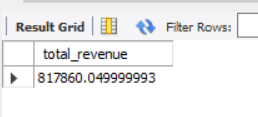 Result Grid Filter Rows:
total_revenue
817860.049999993